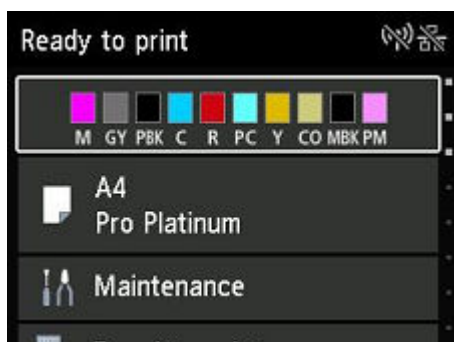 Ready to print
M GY PBK C R PC Y CO MBK PM
A4
Pro Platinum
Maintenance